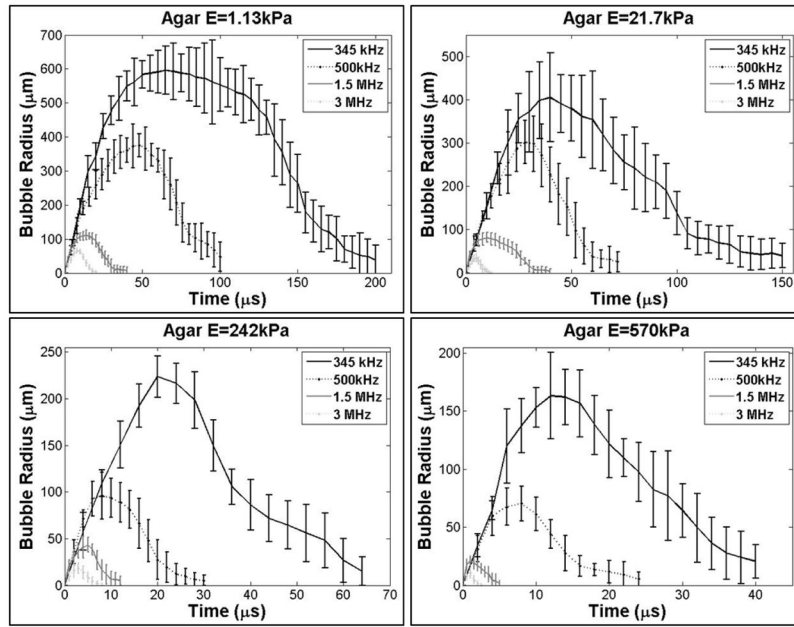 Agar E=1.13kPa
700
600
500
400
300
200
100
0
0 50 100 150 200
Bubble Radius (μm)
Time (μs)
345 kHz
500kHz
1.5 MHz
3 MHz
Agar E=21.7kPa
500
400
300
200
100
0
0 50 100 150
Bubble Radius (μm)
Time (μs)
345 kHz
500kHz
1.5 MHz
3 MHz
Agar E=242kPa
250
200
150
100
50
0
0 10 20 30 40 50 60 70
Bubble Radius (μm)
Time (μs)
345 kHz
500kHz
1.5 MHz
3 MHz
Agar E=570kPa
200
150
100
50
0
0 10 20 30 40
Bubble Radius (μm)
Time (μs)
345 kHz
500kHz
1.5 MHz
3 MHz